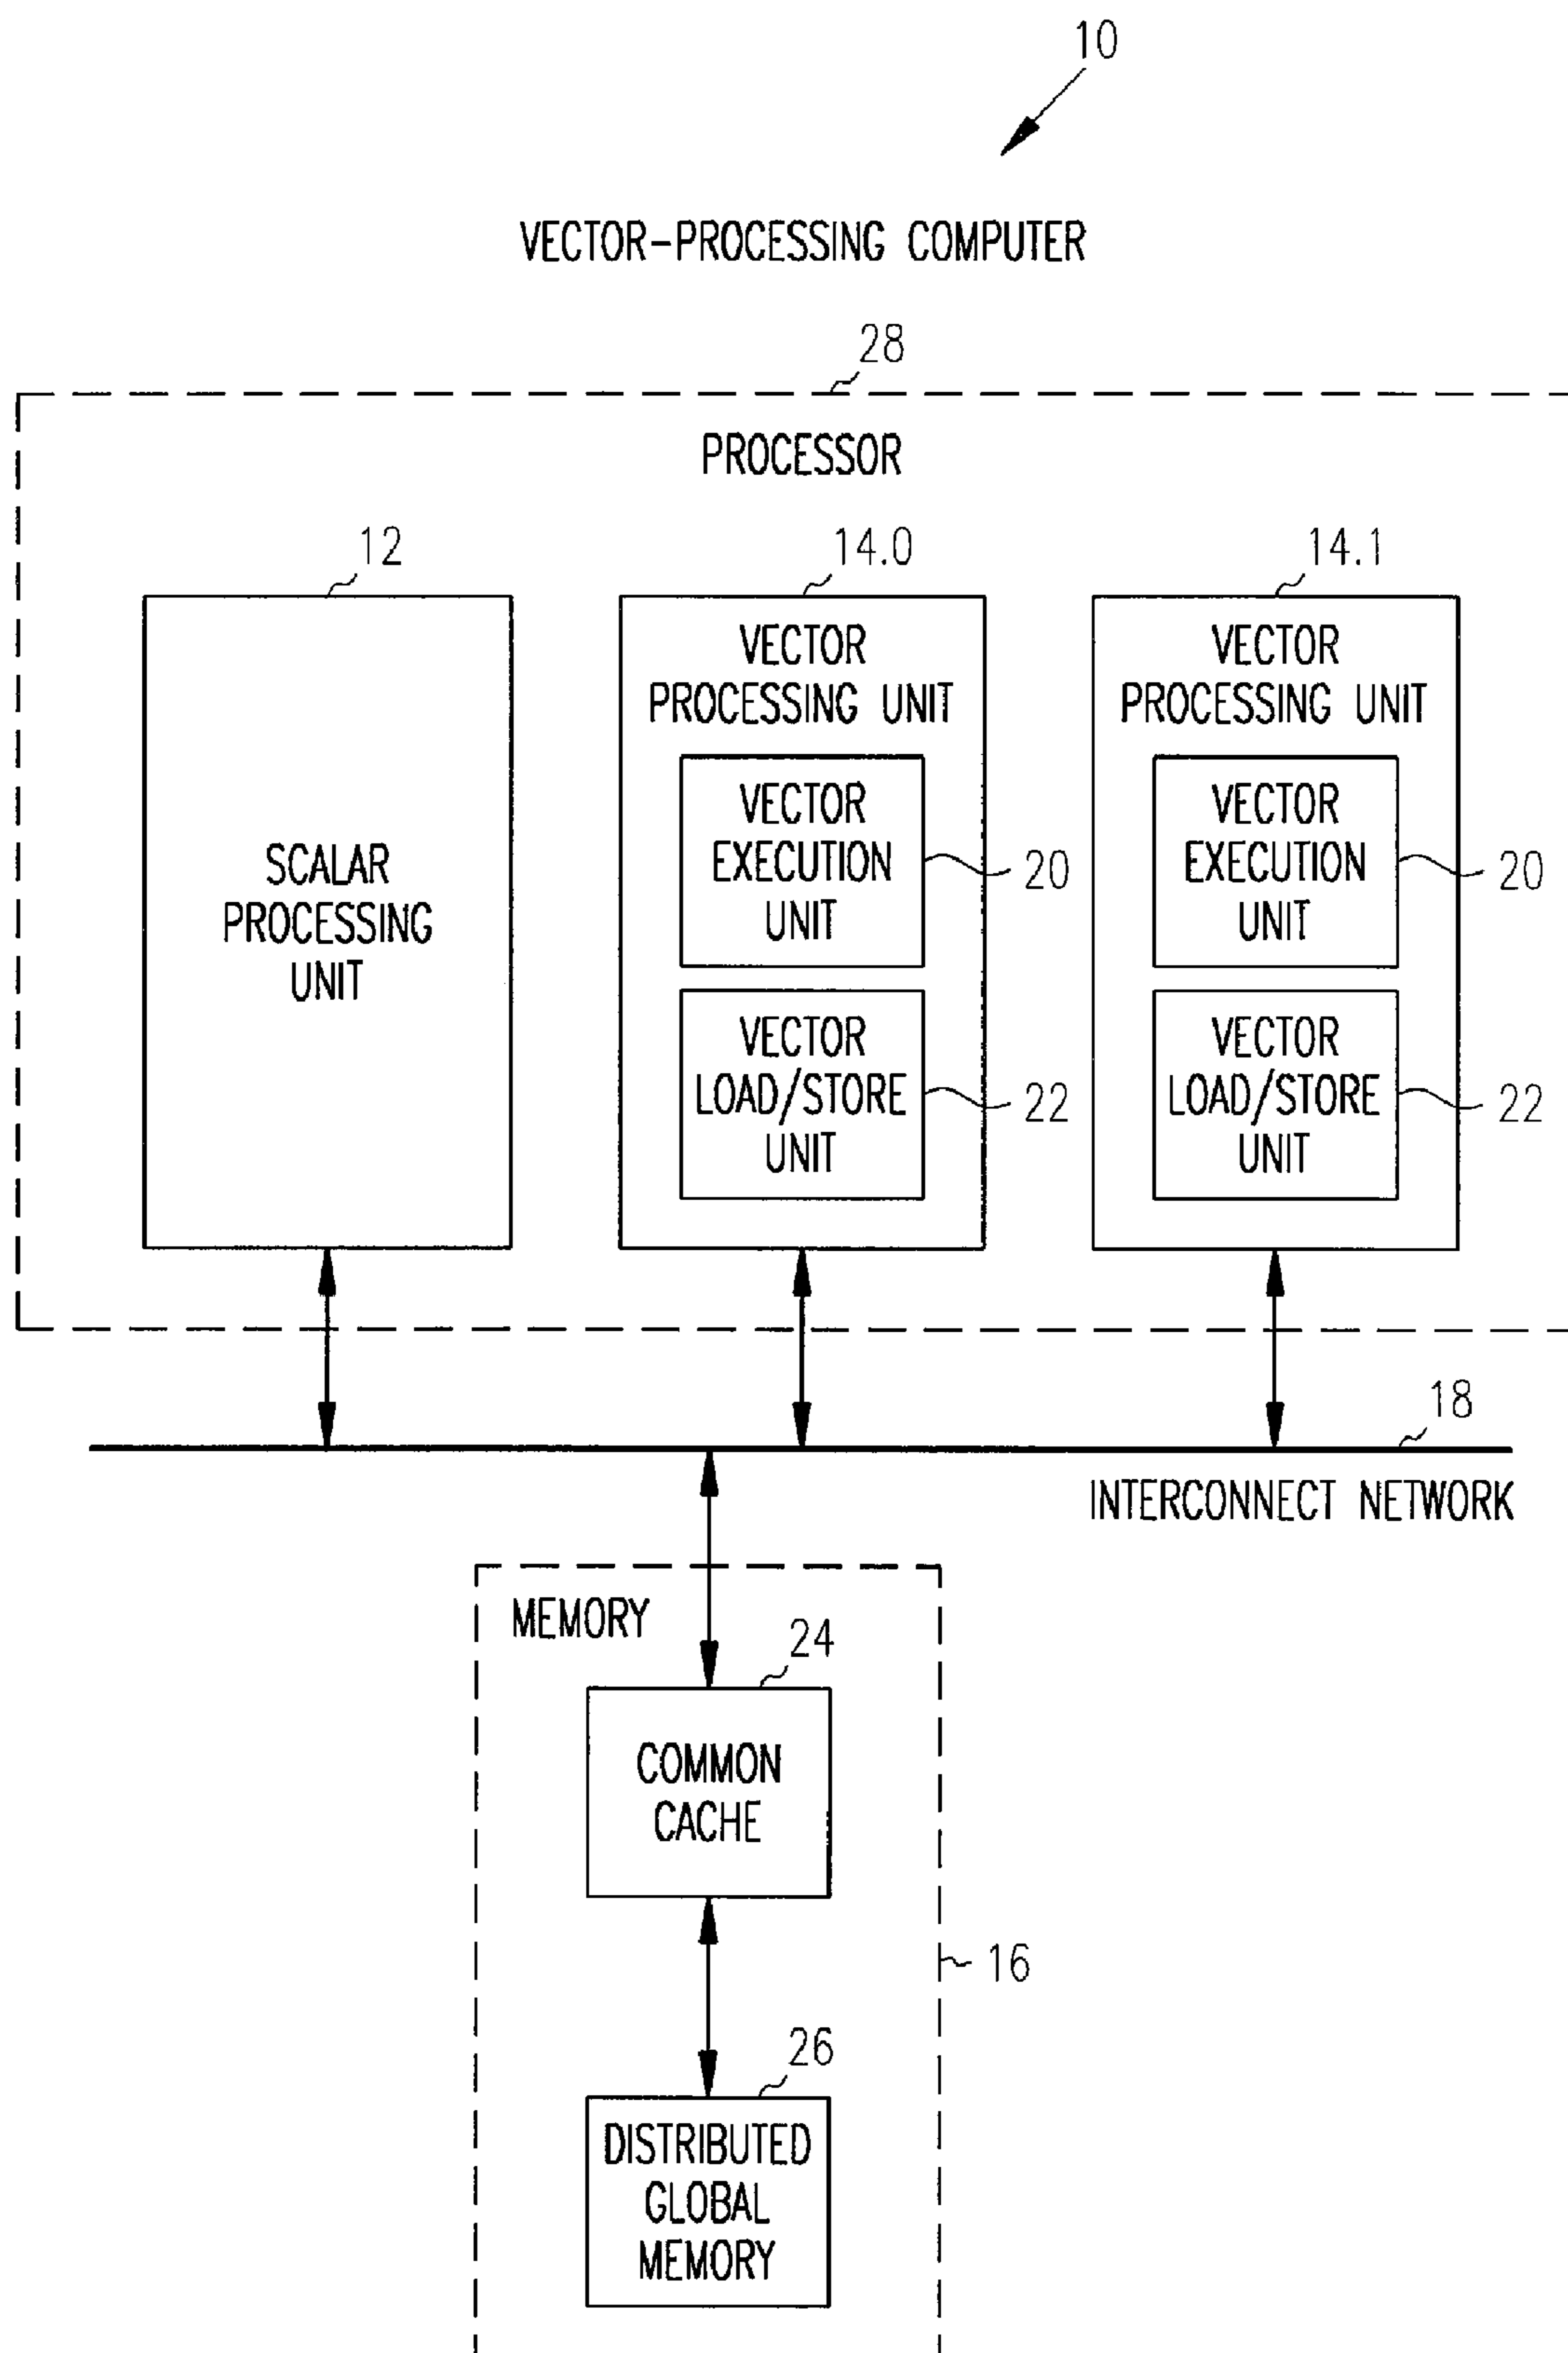 10
VECTOR-PROCESSING COMPUTER
28
PROCESSOR
12
SCALAR
PROCESSING
UNIT
14.0
VECTOR
PROCESSING UNIT
VECTOR
EXECUTION
UNIT
20
VECTOR
LOAD/STORE
UNIT
22
14.1
VECTOR
PROCESSING UNIT
VECTOR
EXECUTION
UNIT
20
VECTOR
LOAD/STORE
UNIT
22
18
INTERCONNECT NETWORK
MEMORY
24
COMMON
CACHE
16
26
DISTRIBUTED
GLOBAL
MEMORY